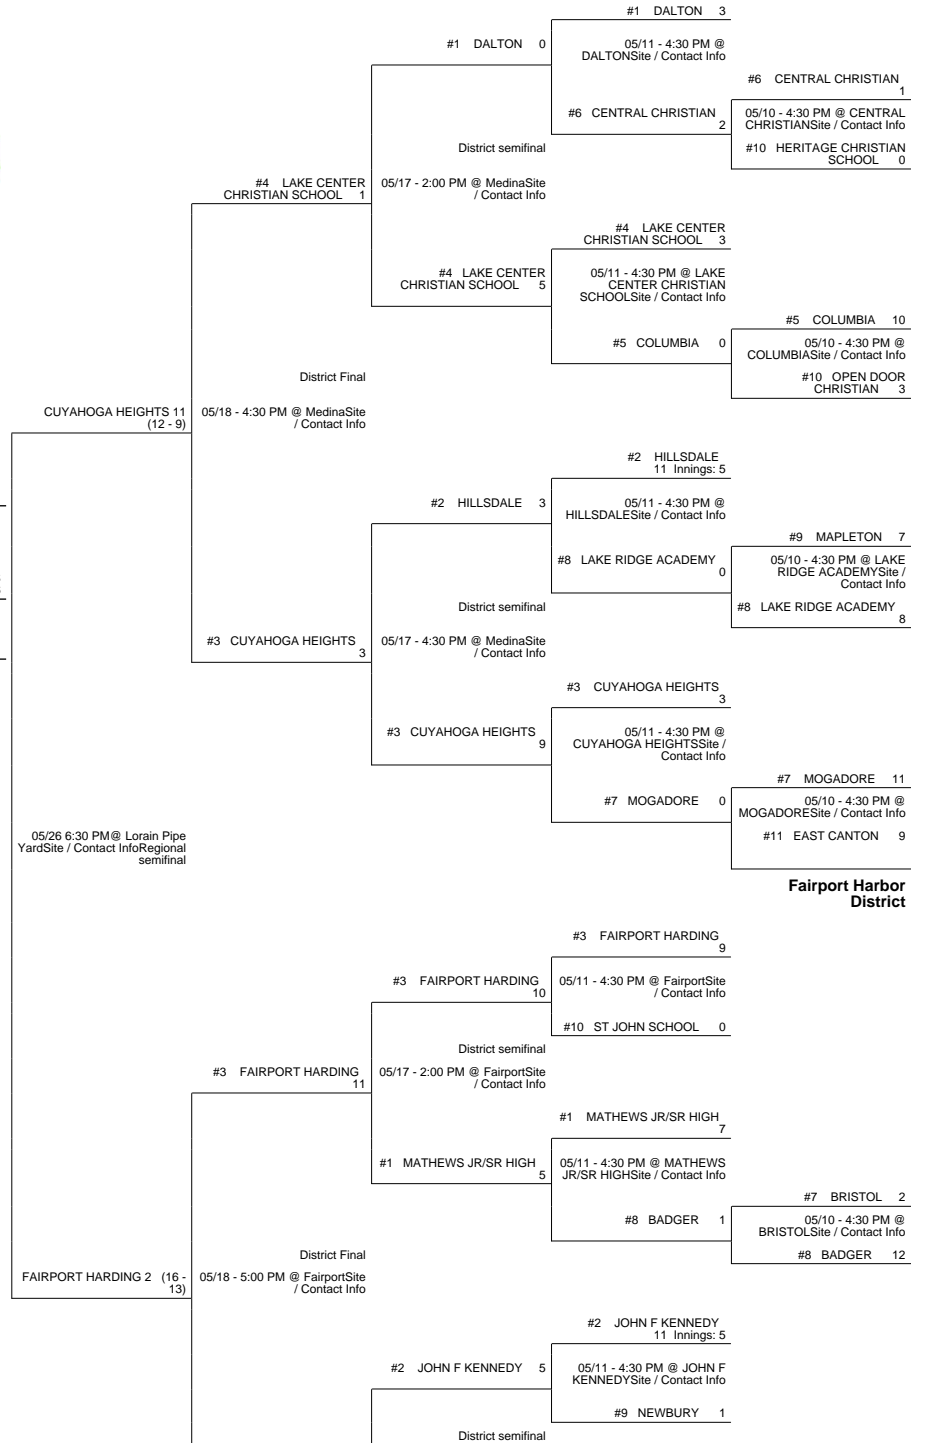 #1 DALTON 3
#1 DALTON 0
05/11 - 4:30 PM @
DALTONSite / Contact Info
#6 CENTRAL CHRISTIAN
1
#6 CENTRAL CHRISTIAN
2
05/10 - 4:30 PM @ CENTRAL
CHRISTIANSite / Contact Info
#10 HERITAGE CHRISTIAN
SCHOOL 0
District semifinal
#4 LAKE CENTER
CHRISTIAN SCHOOL 1
05/17 - 2:00 PM @ MedinaSite
/ Contact Info
#4 LAKE CENTER
CHRISTIAN SCHOOL 3
#4 LAKE CENTER
CHRISTIAN SCHOOL 5
05/11 - 4:30 PM @ LAKE
CENTER CHRISTIAN
SCHOOLSite / Contact Info
#5 COLUMBIA 10
#5 COLUMBIA 0
05/10 - 4:30 PM @
COLUMBIASite / Contact Info
#10 OPEN DOOR
CHRISTIAN 3
District Final
CUYAHOGA HEIGHTS 11
(12 - 9)
05/18 - 4:30 PM @ MedinaSite
/ Contact Info
#2 HILLSDALE
11 Innings: 5
#2 HILLSDALE 3
05/11 - 4:30 PM @
HILLSDALESite / Contact Info
#9 MAPLETON 7
#8 LAKE RIDGE ACADEMY
0
05/10 - 4:30 PM @ LAKE
RIDGE ACADEMYSite /
Contact Info
#8 LAKE RIDGE ACADEMY
8
District semifinal
#3 CUYAHOGA HEIGHTS
3
05/17 - 4:30 PM @ MedinaSite
/ Contact Info
#3 CUYAHOGA HEIGHTS
3
#3 CUYAHOGA HEIGHTS
9
05/11 - 4:30 PM @
CUYAHOGA HEIGHTSSite /
Contact Info
#7 MOGADORE 11
#7 MOGADORE 0
05/10 - 4:30 PM @
MOGADORESite / Contact Info
#11 EAST CANTON 9
05/26 6:30 PM@ Lorain Pipe
YardSite / Contact InfoRegional
semifinal
Fairport Harbor
District
#3 FAIRPORT HARDING
9
#3 FAIRPORT HARDING
10
05/11 - 4:30 PM @ FairportSite
/ Contact Info
#10 ST JOHN SCHOOL 0
District semifinal
#3 FAIRPORT HARDING
11
05/17 - 2:00 PM @ FairportSite
/ Contact Info
#1 MATHEWS JR/SR HIGH
7
#1 MATHEWS JR/SR HIGH
5
05/11 - 4:30 PM @ MATHEWS
JR/SR HIGHSite / Contact Info
#7 BRISTOL 2
#8 BADGER 1
05/10 - 4:30 PM @
BRISTOLSite / Contact Info
#8 BADGER 12
District Final
FAIRPORT HARDING 2 (16 -
13)
05/18 - 5:00 PM @ FairportSite
/ Contact Info
#2 JOHN F KENNEDY
11 Innings: 5
#2 JOHN F KENNEDY 5
05/11 - 4:30 PM @ JOHN F
KENNEDYSite / Contact Info
#9 NEWBURY 1
District semifinal